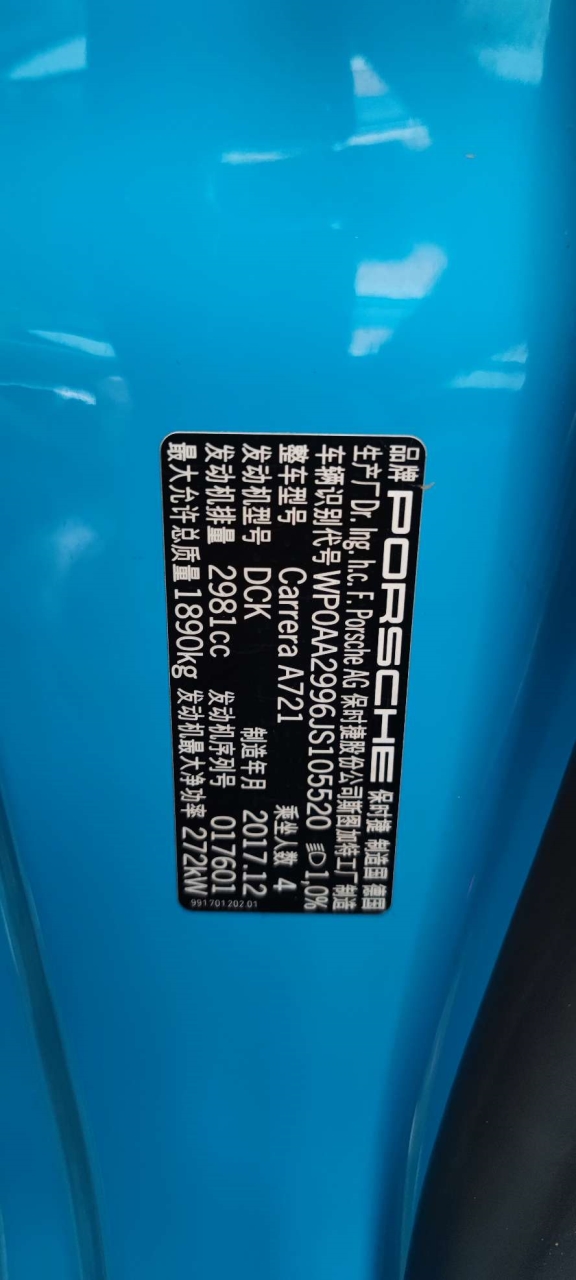 品牌 PORSCHE 保时捷 制造国 德国
生产厂 Dr. Ing. h.c. F. Porsche AG 保时捷股份公司斯图加特工厂制造
车辆识别代号 WP0AA2996JS105520 1,0%
整车型号 Carrera A721 乘坐人数 4
发动机型号 DCK 制造年月 2017.12
发动机排量 2981cc 发动机序列号 017601
最大允许总质量 1890kg 发动机最大净功率 272kW
991 701 202 01